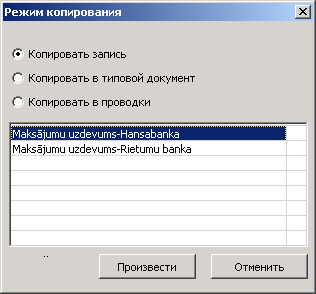 Режим копирования
Копировать запись
Копировать в типовой документ
Копировать в проводки
Maksājumu uzdevums-Hansabanka
Maksājumu uzdevums-Rietumu banka
Произвести
Отменить